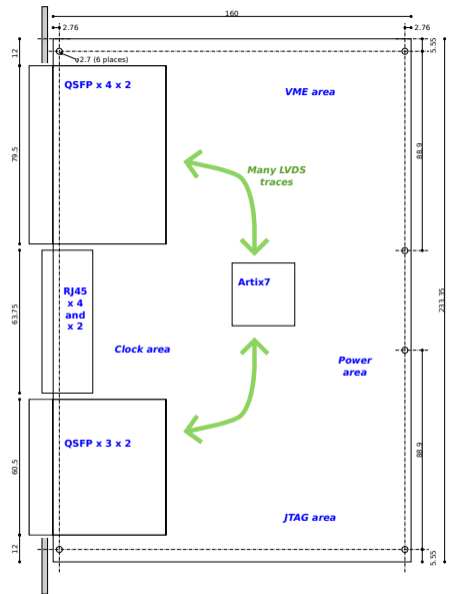 160
2.76
2.76
12
5.55
φ2.7 (6 places)
QSFP x 4 x 2
VME area
79.5
88.9
Many LVDS
traces
Artix7
RJ45
x 4
and
x 2
63.75
233.35
Clock area
Power
area
QSFP x 3 x 2
60.5
88.9
JTAG area
12
5.55